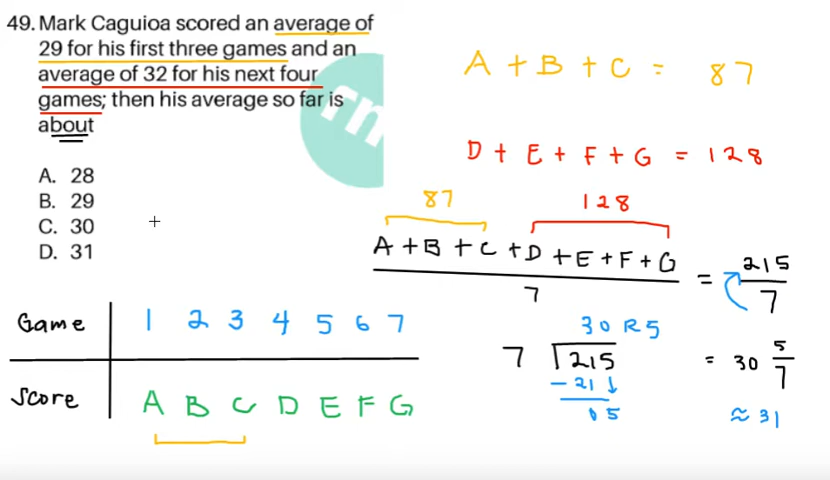 49. Mark Caguioa scored an average of
29 for his first three games and an
average of 32 for his next four
games; then his average so far is
about
A. 28
B. 29
C. 30
D. 31
A + B + C = 87
D + E + F + G = 128
87 128
A + B + C + D + E + F + G = 215
7 7
30 R5
7 215 = 30 5/7
- 21
05 ≈ 31
Game 1 2 3 4 5 6 7
Score A B C D E F G
rm